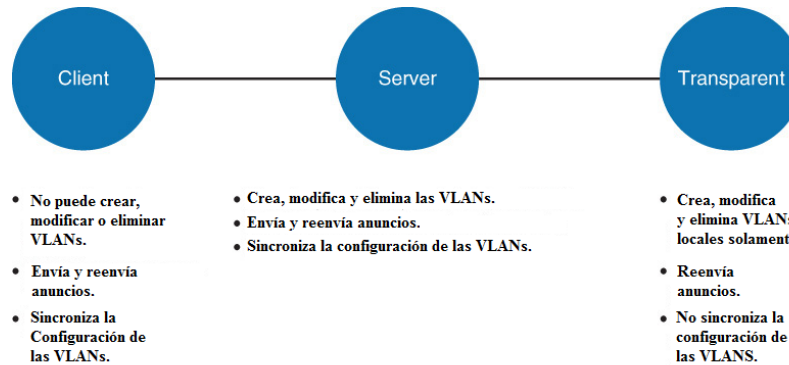 Client
Server
Transparent
• No puede crear,
modificar o eliminar
VLANs.
• Envía y reenvía
anuncios.
• Sincroniza la
Configuración de
las VLANs.
• Crea, modifica y elimina las VLANs.
• Envía y reenvía anuncios.
• Sincroniza la configuración de las VLANs.
• Crea, modifica
y elimina VLANs
locales solament
• Reenvía
anuncios.
• No sincroniza la
configuración de
las VLANS.